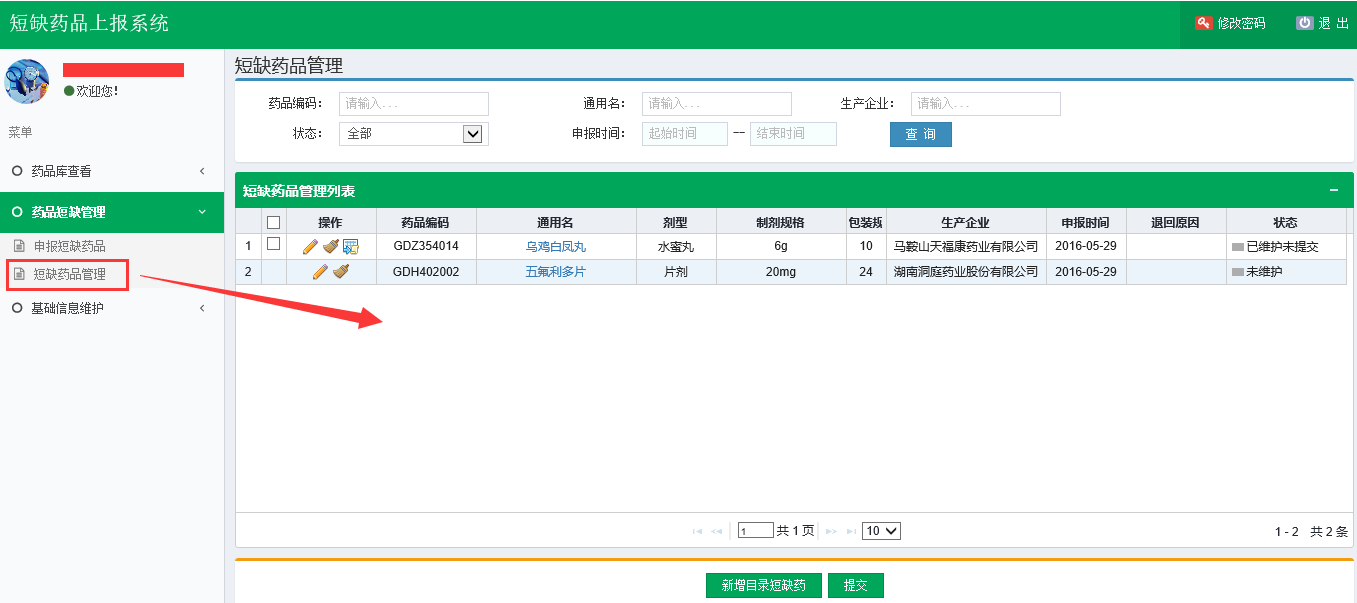 短缺药品上报系统
修改密码
退 出
欢迎您!
菜单
药品库查看
药品短缺管理
申报短缺药品
短缺药品管理
基础信息维护
短缺药品管理
药品编码: 请输入... 通用名: 请输入... 生产企业: 请输入...
状态: 全部 申报时间: 起始时间 -- 结束时间 查 询
短缺药品管理列表
操作 药品编码 通用名 剂型 制剂规格 包装规 生产企业 申报时间 退回原因 状态
1 GDZ354014 乌鸡白凤丸 水蜜丸 6g 10 马鞍山天福康药业有限公司 2016-05-29 已维护未提交
2 GDH402002 五氟利多片 片剂 20mg 24 湖南洞庭药业股份有限公司 2016-05-29 未维护
1 共 1 页 10
1 - 2 共 2 条
新增目录短缺药 提交